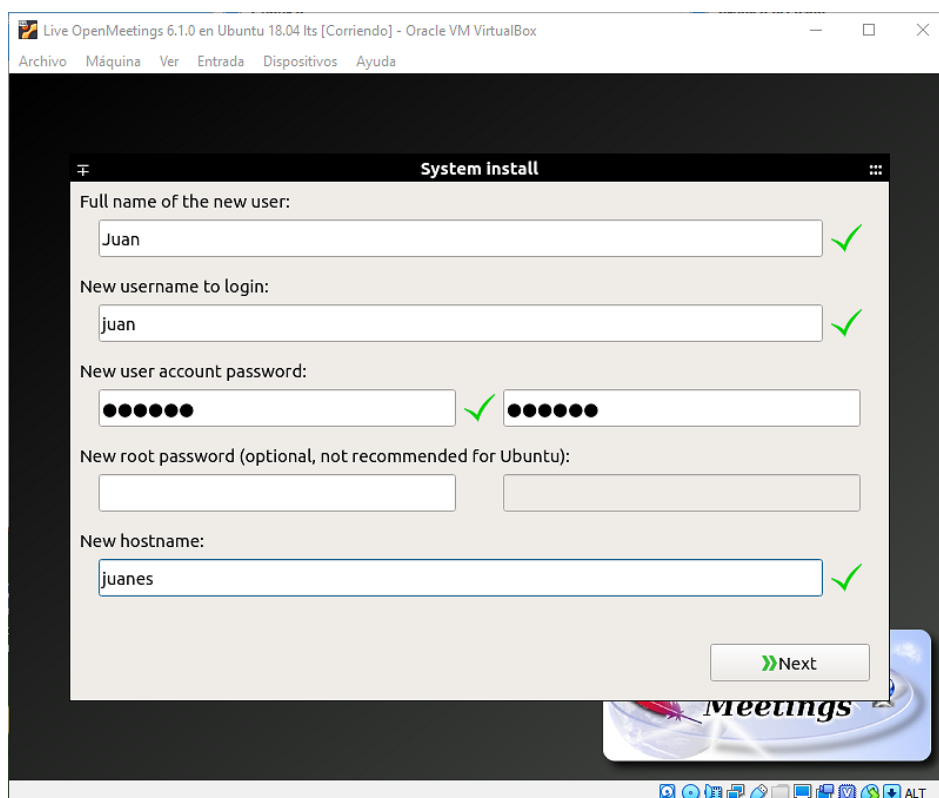 Live OpenMeetings 6.1.0 en Ubuntu 18.04 lts [Corriendo] - Oracle VM VirtualBox
Archivo Máquina Ver Entrada Dispositivos Ayuda
System install
Full name of the new user:
Juan
New username to login:
juan
New user account password:
●●●●●● ●●●●●●
New root password (optional, not recommended for Ubuntu):
New hostname:
juanes
Next
Meetings
ALT